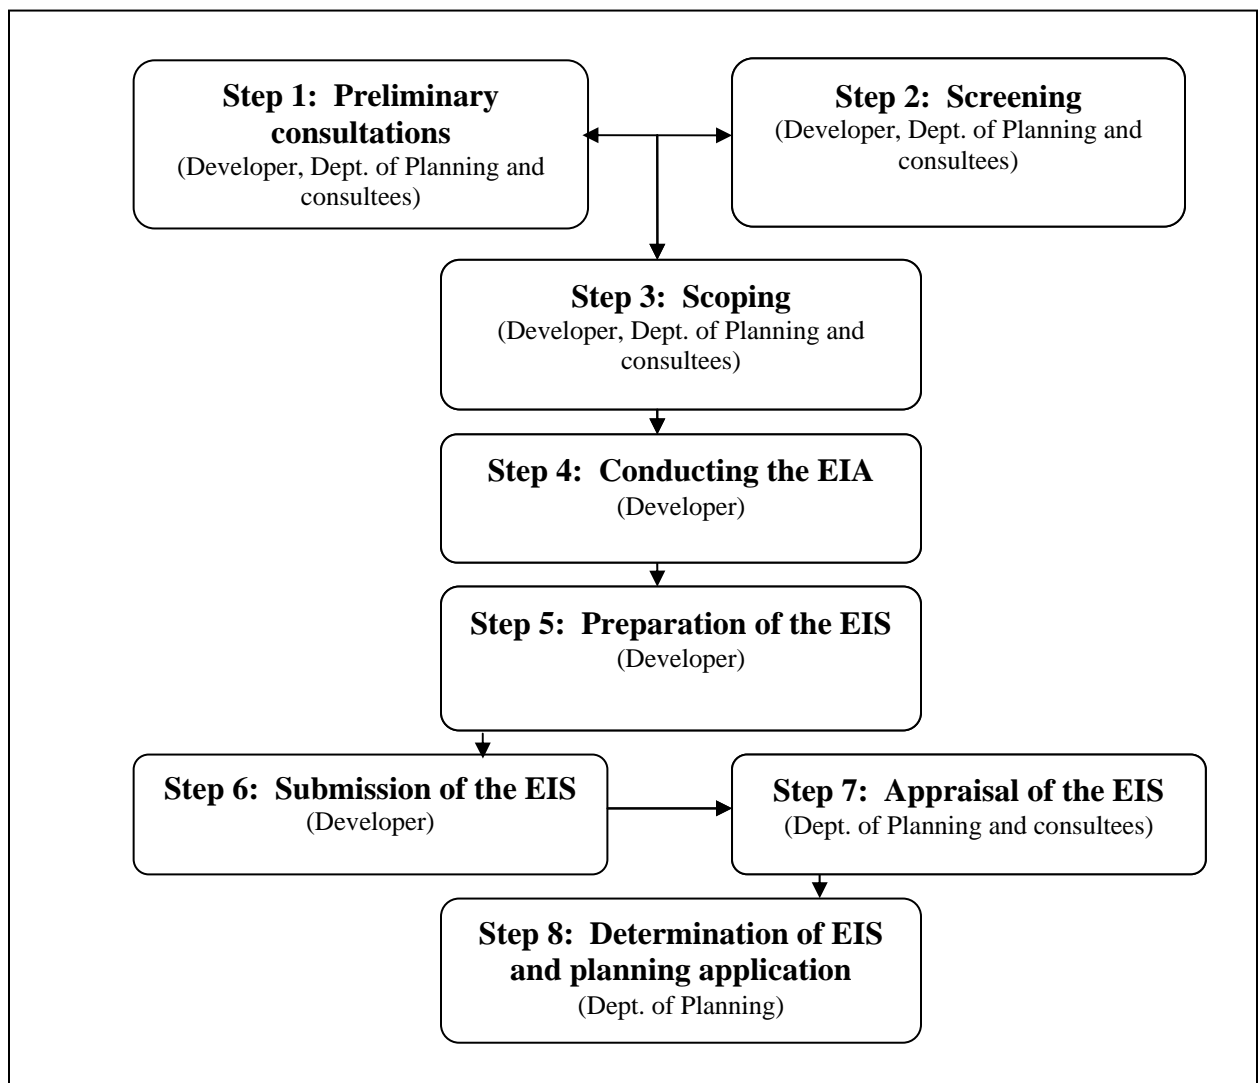 Step 1:  Preliminary
consultations
(Developer, Dept. of Planning and
consultees)
Step 2:  Screening
(Developer, Dept. of Planning and
consultees)
Step 3:  Scoping
(Developer, Dept. of Planning and
consultees)
Step 4:  Conducting the EIA
(Developer)
Step 5:  Preparation of the EIS
(Developer)
Step 6:  Submission of the EIS
(Developer)
Step 7:  Appraisal of the EIS
(Dept. of Planning and consultees)
Step 8:  Determination of EIS
and planning application
(Dept. of Planning)